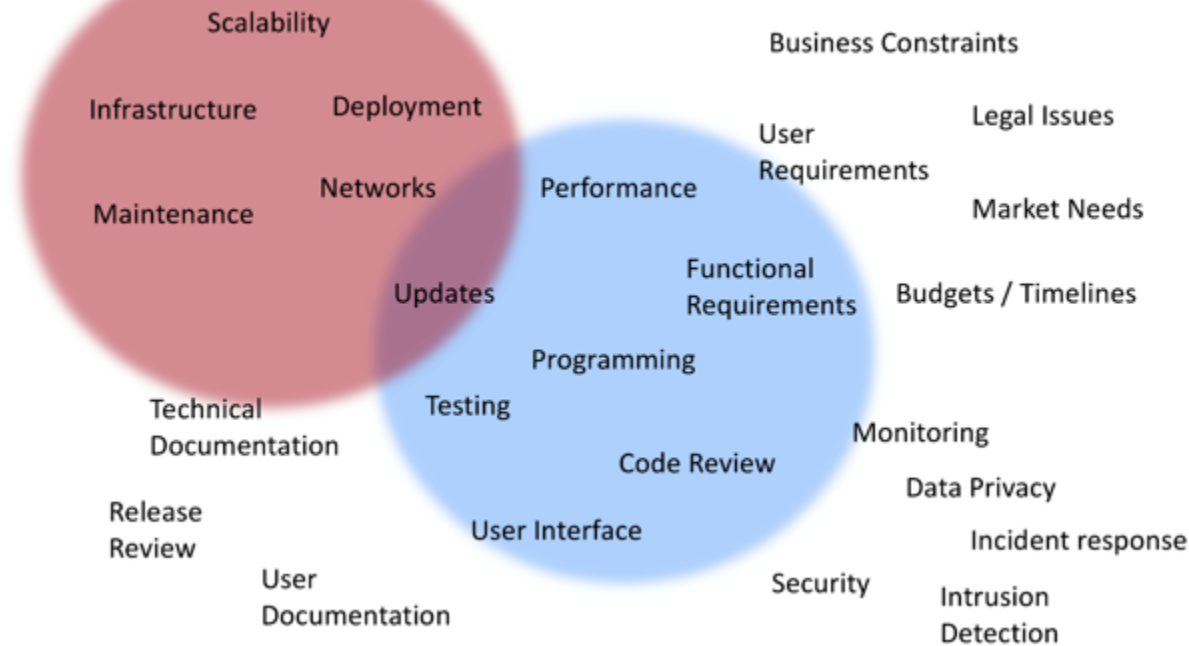 Scalability
Business Constraints
Infrastructure
Deployment
Legal Issues
User
Requirements
Networks
Performance
Maintenance
Market Needs
Functional
Requirements
Updates
Budgets / Timelines
Programming
Technical
Documentation
Testing
Monitoring
Code Review
Data Privacy
Release
Review
User Interface
Incident response
User
Documentation
Security
Intrusion
Detection